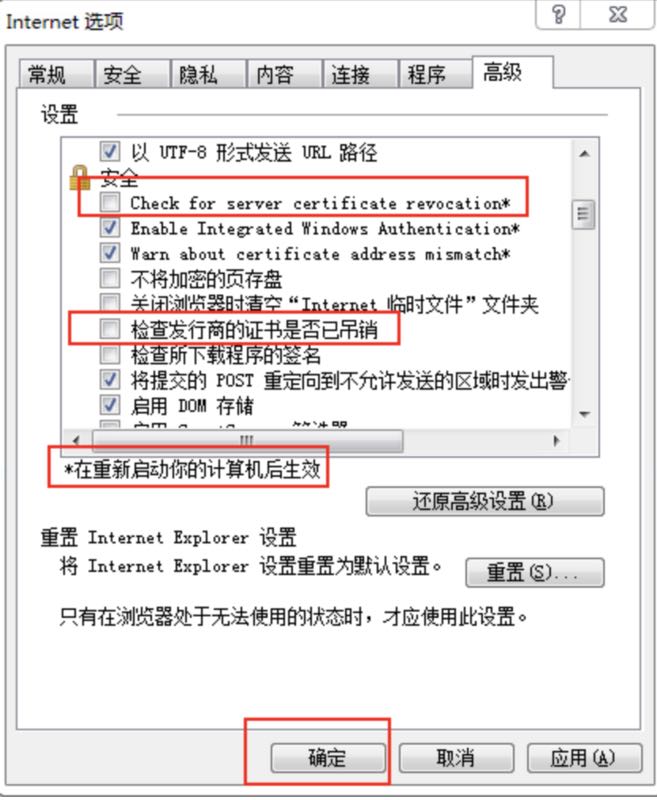 Internet 选项
常规 安全 隐私 内容 连接 程序 高级
设置
以 UTF-8 形式发送 URL 路径
安全
Check for server certificate revocation*
Enable Integrated Windows Authentication*
Warn about certificate address mismatch*
不将加密的页存盘
关闭浏览器时清空“Internet 临时文件”文件夹
检查发行商的证书是否已吊销
检查所下载程序的签名
将提交的 POST 重定向到不允许发送的区域时发出警
启用 DOM 存储
*在重新启动你的计算机后生效
还原高级设置(R)
重置 Internet Explorer 设置
将 Internet Explorer 设置重置为默认设置。
重置(S)...
只有在浏览器处于无法使用的状态时，才应使用此设置。
确定 取消 应用(A)